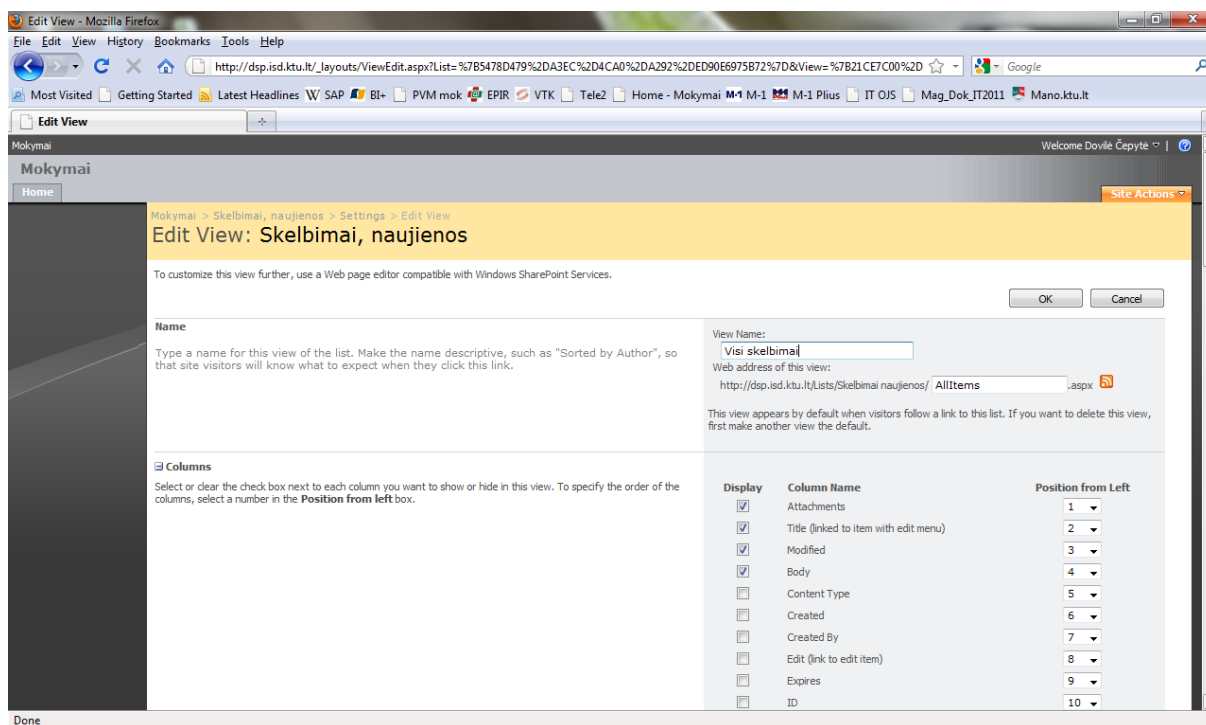 Edit View - Mozilla Firefox
File Edit View History Bookmarks Tools Help
http://dsp.isd.ktu.lt/_layouts/ViewEdit.aspx?List=%7B5478D479%2DA3EC%2D4CA0%2DA292%2DED90E6975B72%7D&View=%7B21CE7C00%2D Google
Most Visited Getting Started Latest Headlines W SAP BI+ PVM mok EPIR VTK Tele2 Home - Mokymai M-1 M-1 M-1 Plius IT OJS Mag_Dok_IT2011 Mano.ktu.lt
Edit View
Mokymai Welcome Dovilė Čepytė
Mokymai
Home Site Actions
Mokymai > Skelbimai, naujienos > Settings > Edit View
Edit View: Skelbimai, naujienos
To customize this view further, use a Web page editor compatible with Windows SharePoint Services.
OK Cancel
Name
Type a name for this view of the list. Make the name descriptive, such as "Sorted by Author", so
that site visitors will know what to expect when they click this link.
View Name:
Visi skelbimai
Web address of this view:
http://dsp.isd.ktu.lt/Lists/Skelbimai naujienos/ AllItems .aspx
This view appears by default when visitors follow a link to this list. If you want to delete this view,
first make another view the default.
Columns
Select or clear the check box next to each column you want to show or hide in this view. To specify the order of the
columns, select a number in the Position from left box.
Display Column Name Position from Left
Attachments 1
Title (linked to item with edit menu) 2
Modified 3
Body 4
Content Type 5
Created 6
Created By 7
Edit (link to edit item) 8
Expires 9
ID 10
Done